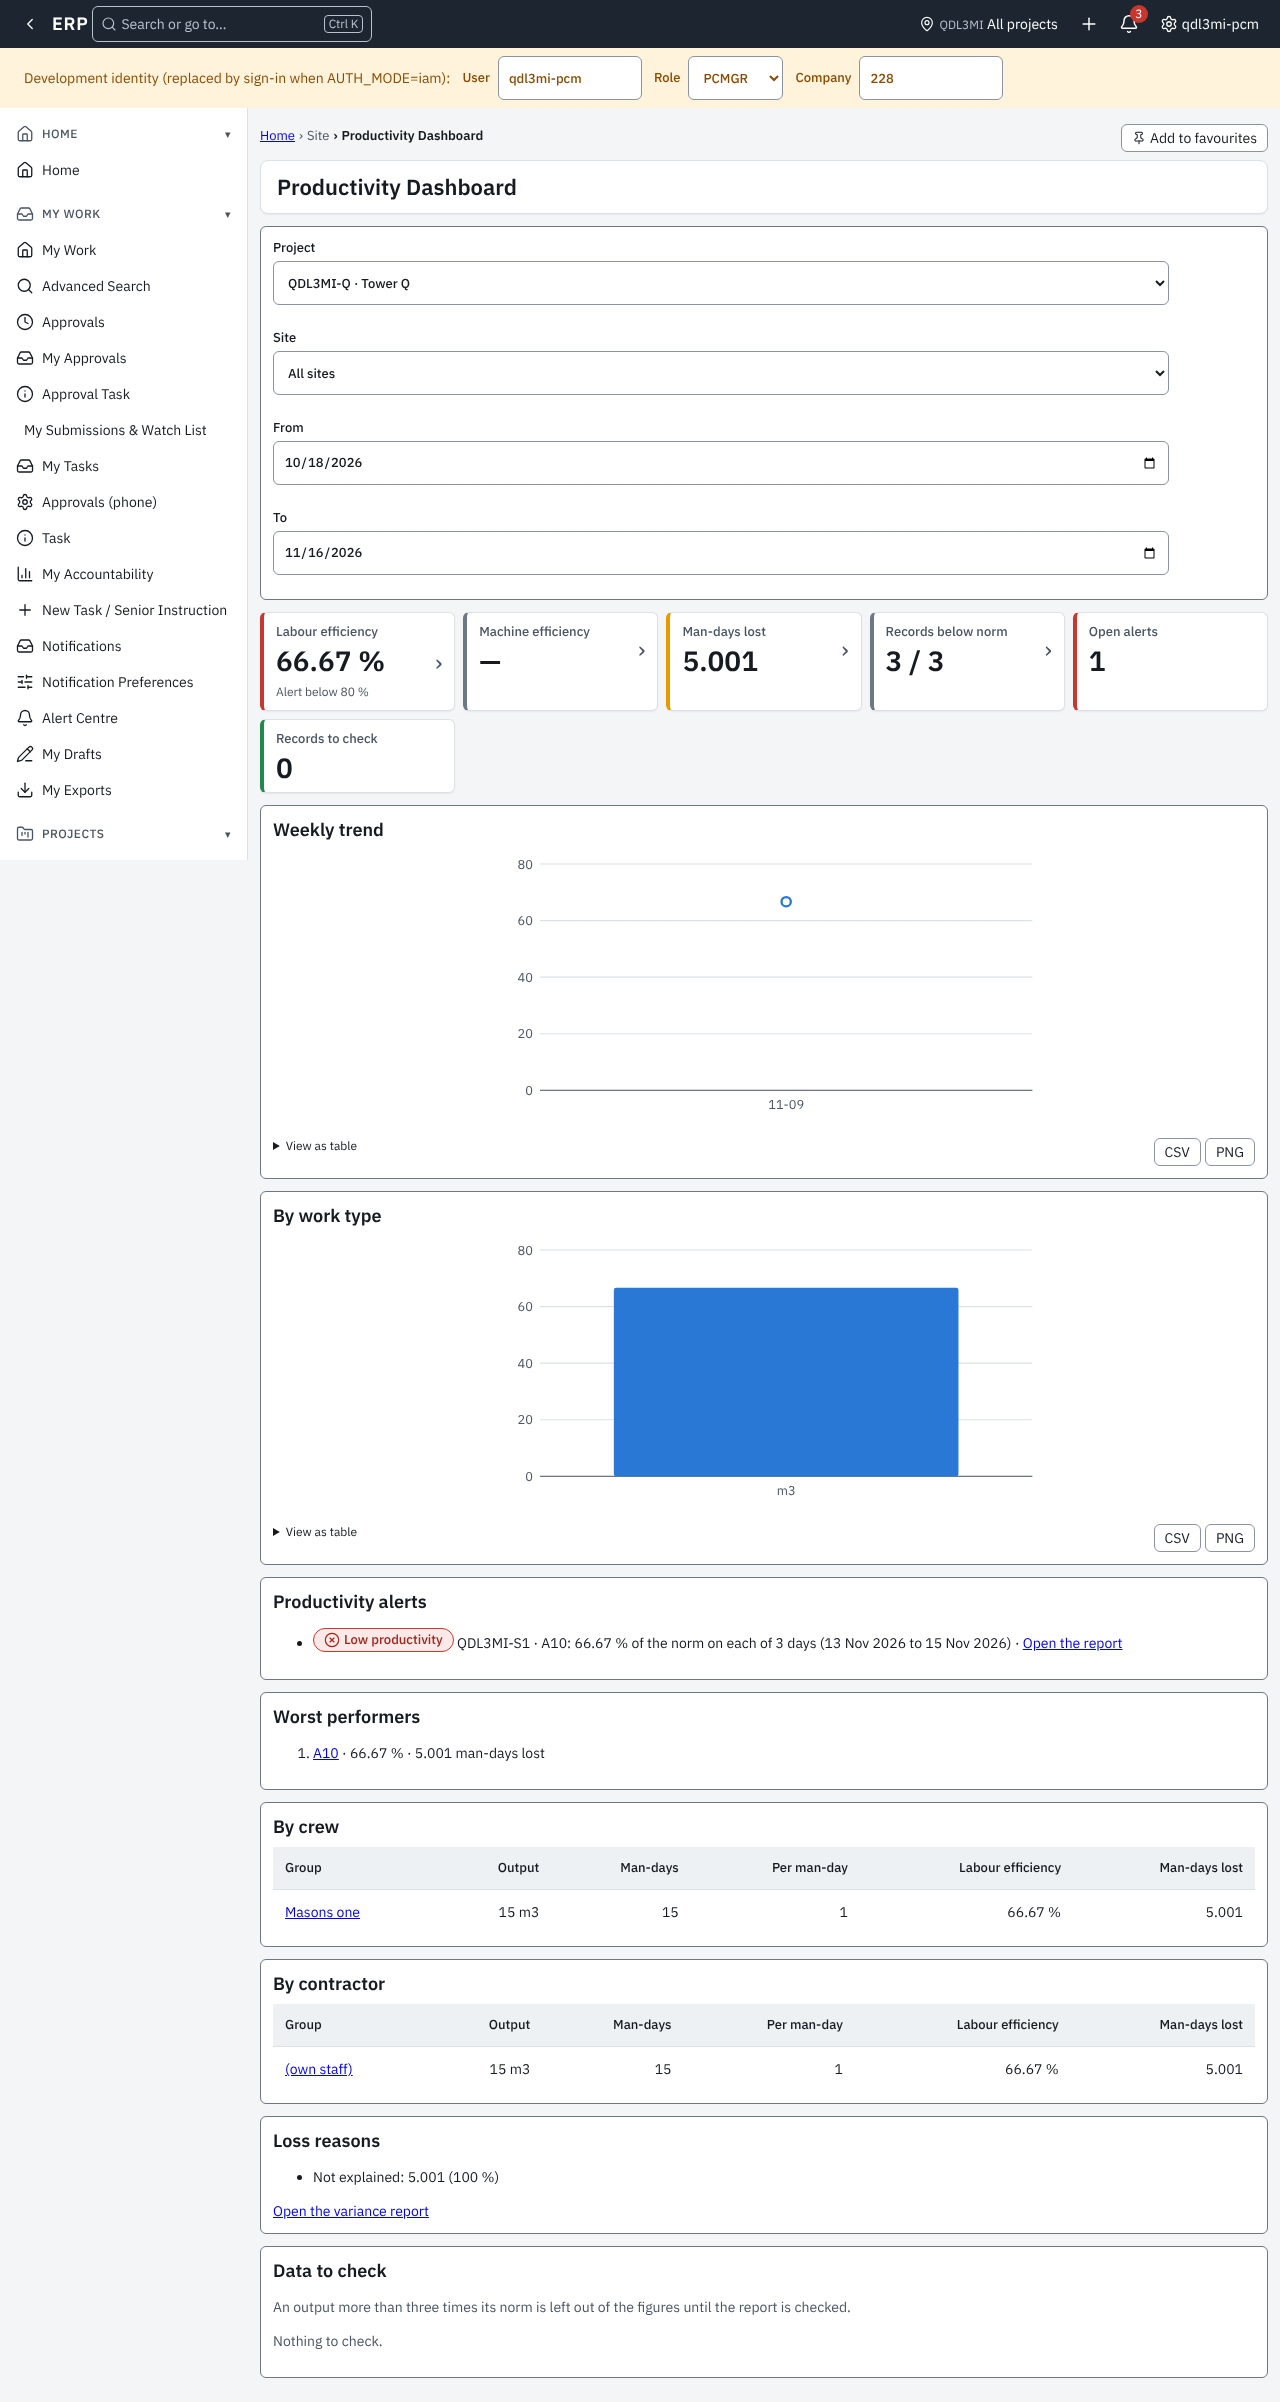 ERP
Search or go to...
Ctrl K
QDL3MI All projects
3
qdl3mi-pcm
Development identity (replaced by sign-in when AUTH_MODE=iam):
User
qdl3mi-pcm
Role
PCMGR
Company
228
HOME
Home
MY WORK
My Work
Advanced Search
Approvals
My Approvals
Approval Task
My Submissions & Watch List
My Tasks
Approvals (phone)
Task
My Accountability
New Task / Senior Instruction
Notifications
Notification Preferences
Alert Centre
My Drafts
My Exports
PROJECTS
Home › Site › Productivity Dashboard
Add to favourites
Productivity Dashboard
Project
QDL3MI-Q · Tower Q
Site
All sites
From
10/18/2026
To
11/16/2026
Labour efficiency
66.67 %
Alert below 80 %
Machine efficiency
—
Man-days lost
5.001
Records below norm
3 / 3
Open alerts
1
Records to check
0
Weekly trend
80
60
40
20
0
11-09
View as table
CSV
PNG
By work type
80
60
40
20
0
m3
View as table
CSV
PNG
Productivity alerts
Low productivity QDL3MI-S1 · A10: 66.67 % of the norm on each of 3 days (13 Nov 2026 to 15 Nov 2026) · Open the report
Worst performers
1. A10 · 66.67 % · 5.001 man-days lost
By crew
Group Output Man-days Per man-day Labour efficiency Man-days lost
Masons one 15 m3 15 1 66.67 % 5.001
By contractor
Group Output Man-days Per man-day Labour efficiency Man-days lost
(own staff) 15 m3 15 1 66.67 % 5.001
Loss reasons
Not explained: 5.001 (100 %)
Open the variance report
Data to check
An output more than three times its norm is left out of the figures until the report is checked.
Nothing to check.